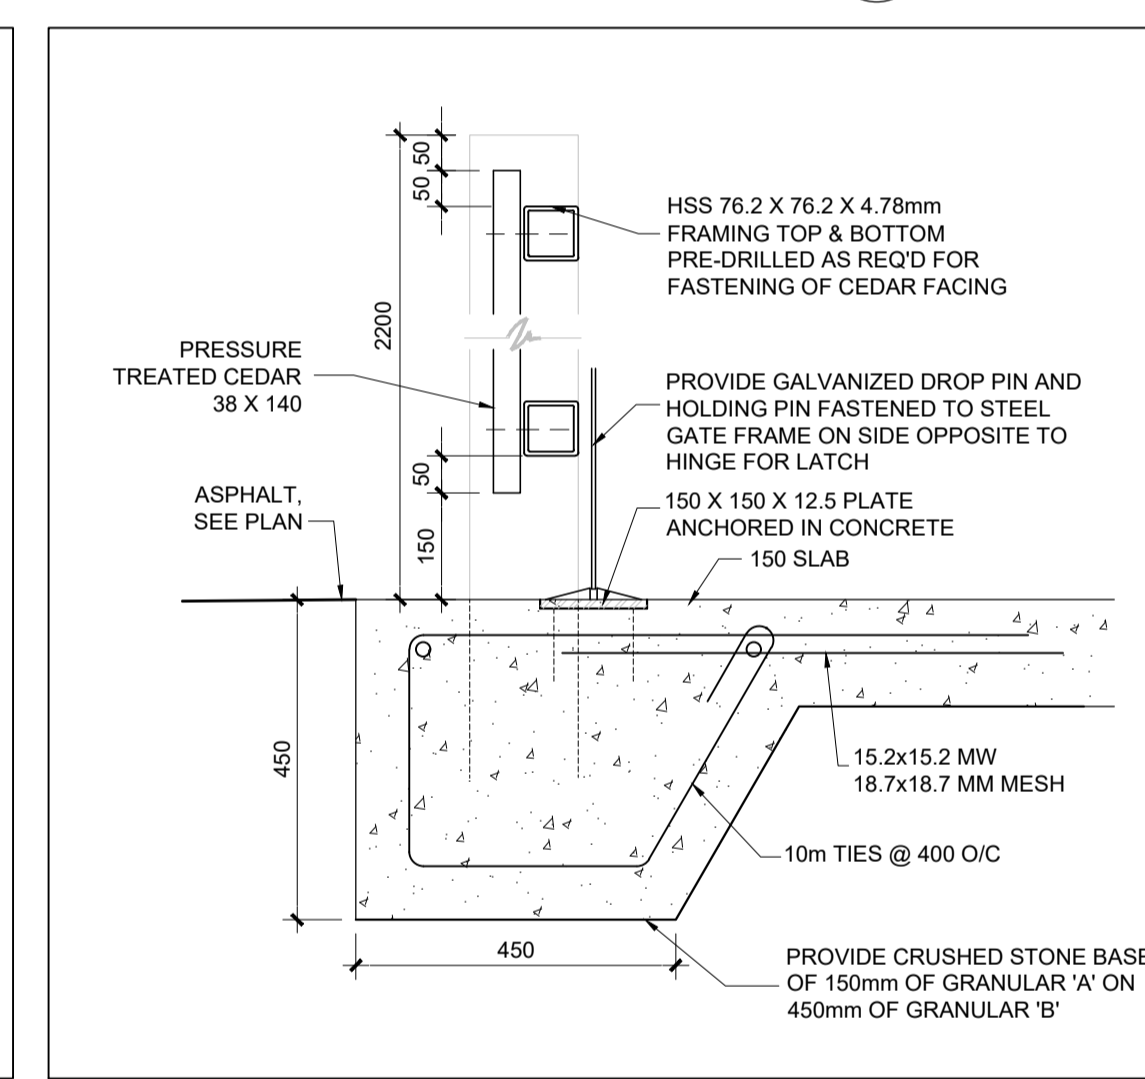 50
50
2200
HSS 76.2 X 76.2 X 4.78mm
FRAMING TOP & BOTTOM
PRE-DRILLED AS REQ'D FOR
FASTENING OF CEDAR FACING
PRESSURE
TREATED CEDAR
38 X 140
PROVIDE GALVANIZED DROP PIN AND
HOLDING PIN FASTENED TO STEEL
GATE FRAME ON SIDE OPPOSITE TO
HINGE FOR LATCH
50
ASPHALT,
SEE PLAN
150 X 150 X 12.5 PLATE
ANCHORED IN CONCRETE
150
150 SLAB
450
15.2x15.2 MW
18.7x18.7 MM MESH
10m TIES @ 400 O/C
450
PROVIDE CRUSHED STONE BASE
OF 150mm OF GRANULAR 'A' ON
450mm OF GRANULAR 'B'